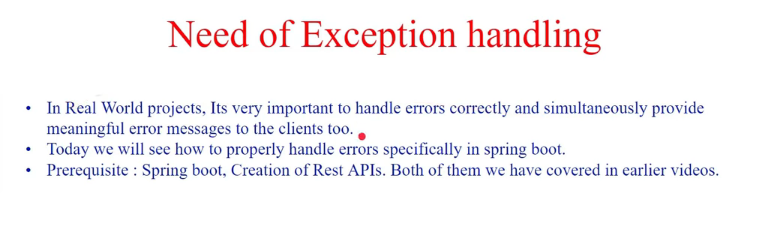 Need of Exception handling
• In Real World projects, Its very important to handle errors correctly and simultaneously provide
meaningful error messages to the clients too.
• Today we will see how to properly handle errors specifically in spring boot.
• Prerequisite : Spring boot, Creation of Rest APIs. Both of them we have covered in earlier videos.